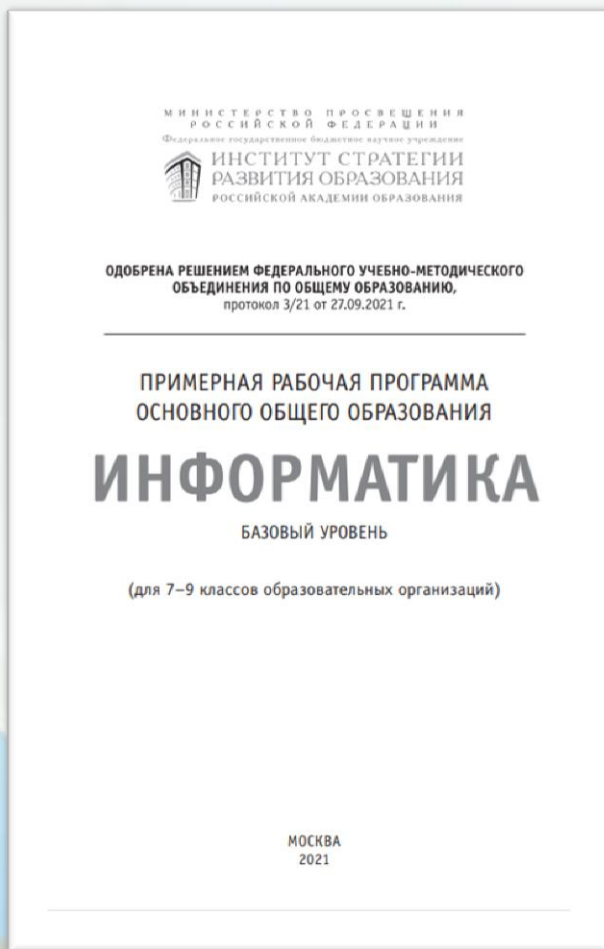 МИНИСТЕРСТВО ПРОСВЕЩЕНИЯ
РОССИЙСКОЙ ФЕДЕРАЦИИ
Федеральное государственное бюджетное научное учреждение
ИНСТИТУТ СТРАТЕГИИ
РАЗВИТИЯ ОБРАЗОВАНИЯ
РОССИЙСКОЙ АКАДЕМИИ ОБРАЗОВАНИЯ
ОДОБРЕНА РЕШЕНИЕМ ФЕДЕРАЛЬНОГО УЧЕБНО-МЕТОДИЧЕСКОГО
ОБЪЕДИНЕНИЯ ПО ОБЩЕМУ ОБРАЗОВАНИЮ,
протокол 3/21 от 27.09.2021 г.
ПРИМЕРНАЯ РАБОЧАЯ ПРОГРАММА
ОСНОВНОГО ОБЩЕГО ОБРАЗОВАНИЯ
ИНФОРМАТИКА
БАЗОВЫЙ УРОВЕНЬ
(для 7–9 классов образовательных организаций)
МОСКВА
2021